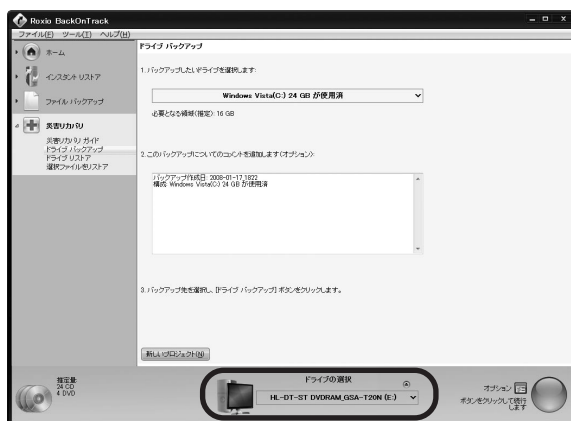 Roxio BackOnTrack
ファイル(F) ツール(T) ヘルプ(H)
ホーム
インスタント リストア
ファイル バックアップ
災害リカバリ
災害リカバリ ガイド
ドライブ バックアップ
ドライブ リストア
選択ファイルをリストア
ドライブ バックアップ
1. バックアップしたいドライブを選択します:
Windows Vista(C:) 24 GB が使用済
必要となる領域(推定): 16 GB
2. このバックアップについてのコメントを追加します(オプション):
バックアップ作成日: 2008-01-17_1822
構成: Windows Vista(C:) 24 GB が使用済
3. バックアップ先を選択し、[ドライブ バックアップ] ボタンをクリックします。
新しいプロジェクト(N)
推定量:
24 CD
4 DVD
ドライブの選択
HL-DT-ST DVDRAM_GSA-T20N (E:)
オプション
ボタンをクリックして続行
します